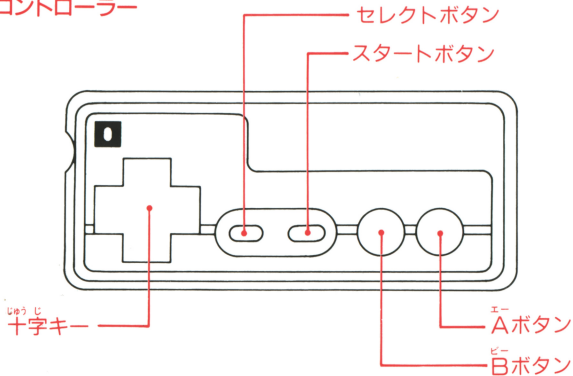 コントローラー
セレクトボタン
スタートボタン
じゅう じ
十字キー
エー
Aボタン
ビー
Bボタン